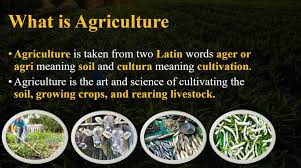 What is Agriculture
• Agriculture is taken from two Latin words ager or
agri meaning soil and cultura meaning cultivation.
• Agriculture is the art and science of cultivating the
soil, growing crops, and rearing livestock.